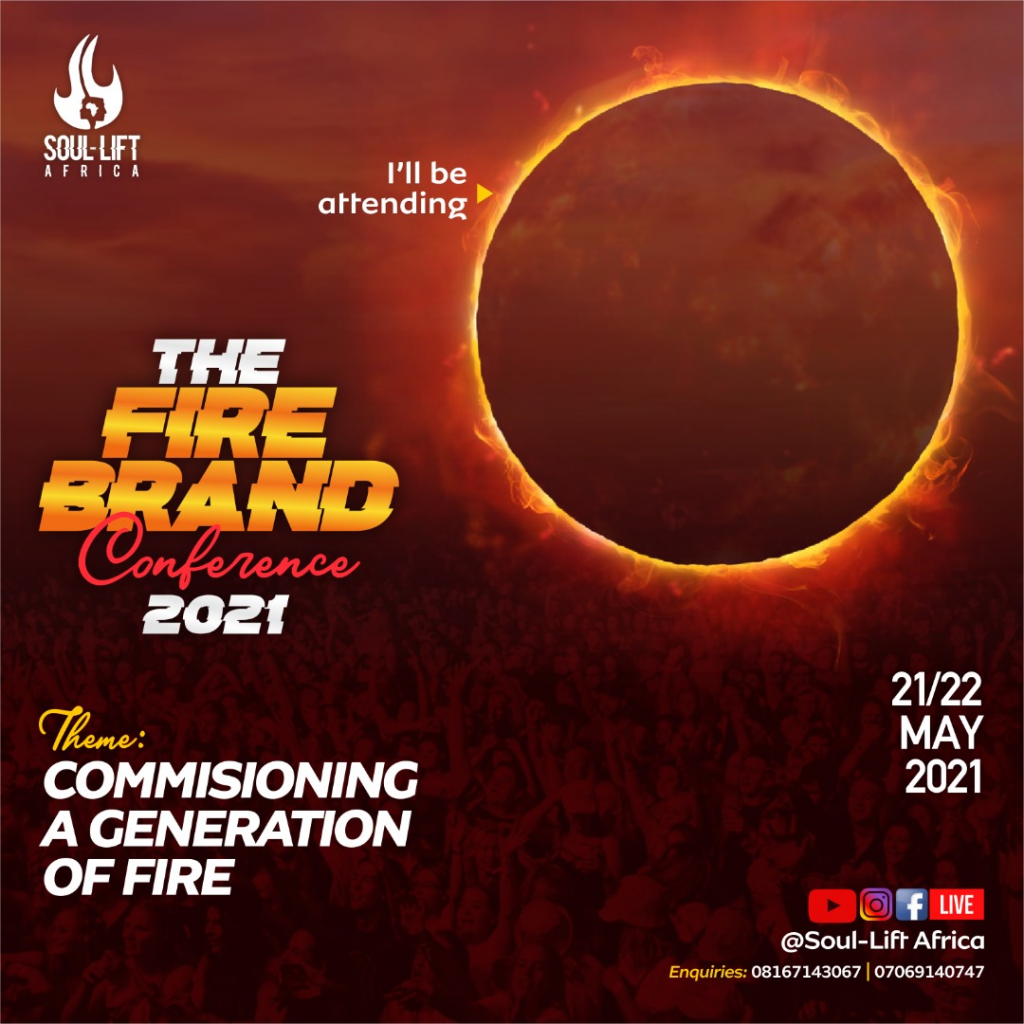 SOUL-LIFT
AFRICA
I'll be
attending
THE
FIRE
BRAND
Conference
2021
Theme:
COMMISIONING
A GENERATION
OF FIRE
21/22
MAY
2021
LIVE
@Soul-Lift Africa
Enquiries: 08167143067 | 07069140747